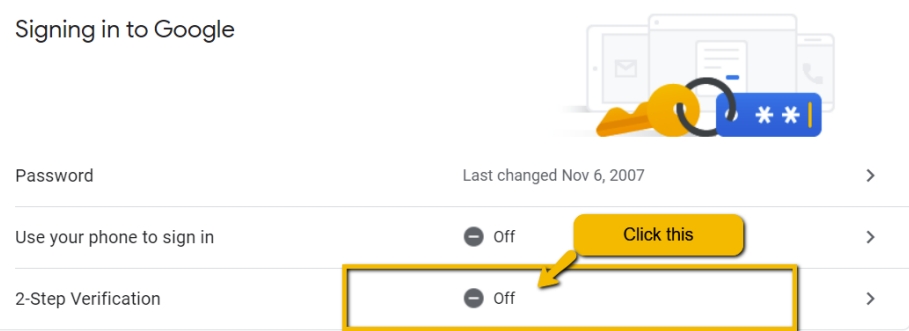 Signing in to Google
**
Password Last changed Nov 6, 2007
Use your phone to sign in Off Click this
2-Step Verification Off